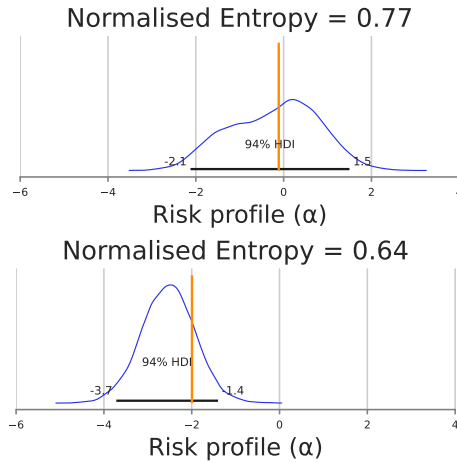 Normalised Entropy = 0.77
94% HDI
-2.1 1.5
−6 −4 −2 0 2 4
Risk profile (α)
Normalised Entropy = 0.64
94% HDI
-3.7 -1.4
−6 −4 −2 0 2 4
Risk profile (α)